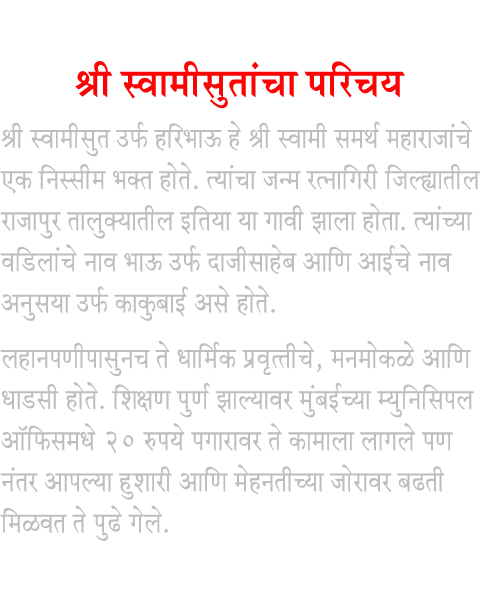 श्री स्वामीसुतांचा परिचय
श्री स्वामीसुत उर्फ हरिभाऊ हे श्री स्वामी समर्थ महाराजांचे
एक निस्सीम भक्त होते. त्यांचा जन्म रत्नागिरी जिल्ह्यातील
राजापुर तालुक्यातील इतिया या गावी झाला होता. त्यांच्या
वडिलांचे नाव भाऊ उर्फ दाजीसाहेब आणि आईचे नाव
अनुसया उर्फ काकुबाई असे होते.
लहानपणीपासुनच ते धार्मिक प्रवृत्तीचे, मनमोकळे आणि
धाडसी होते. शिक्षण पुर्ण झाल्यावर मुंबईच्या म्युनिसिपल
ऑफिसमधे २० रुपये पगारावर ते कामाला लागले पण
नंतर आपल्या हुशारी आणि मेहनतीच्या जोरावर बढती
मिळवत ते पुढे गेले.